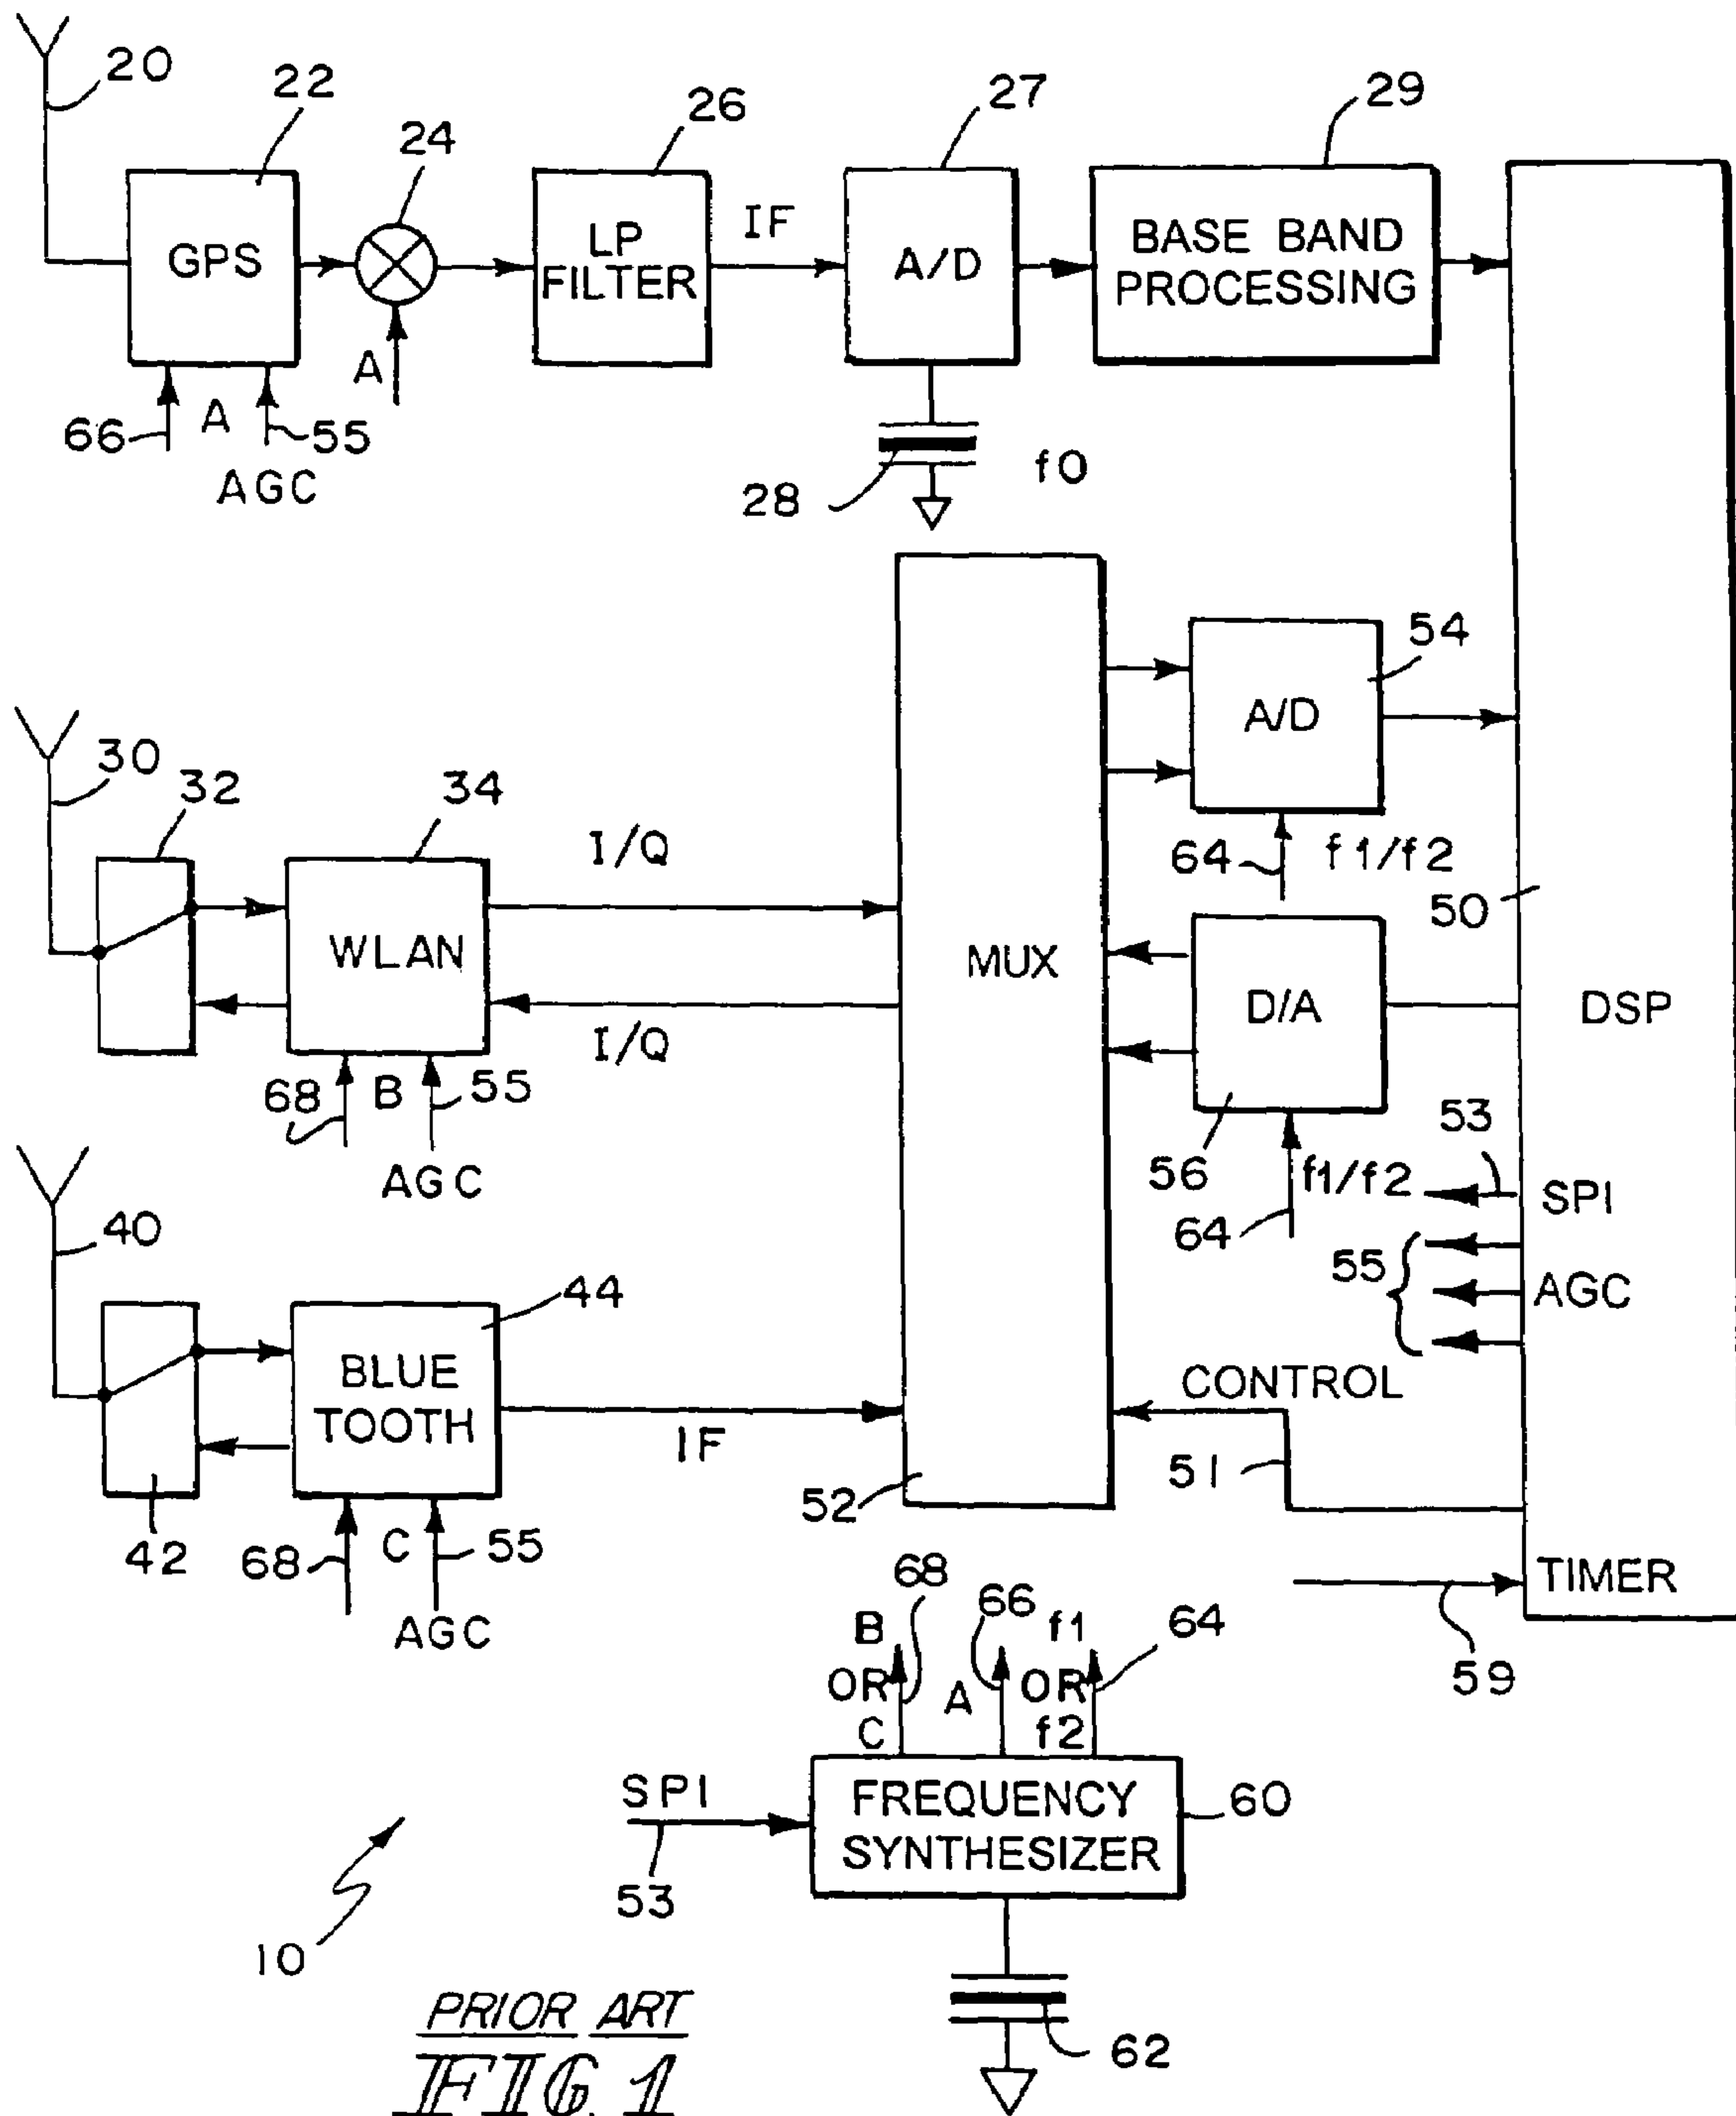 20
22
24
26
27
29
GPS
LP
FILTER
IF
A/D
BASE BAND
PROCESSING
A
66
A
55
AGC
28
f0
54
A/D
30
32
34
I/Q
64
f1/f2
50
WLAN
MUX
D/A
DSP
I/Q
68
B
55
53
AGC
56
f1/f2
SPI
40
64
55
AGC
44
BLUE
TOOTH
CONTROL
IF
51
52
42
68
C
55
TIMER
AGC
68
66
64
B
OR
C
A
f1
OR
f2
59
SPI
FREQUENCY
SYNTHESIZER
60
53
10
PRIOR ART
FIG. 1
62